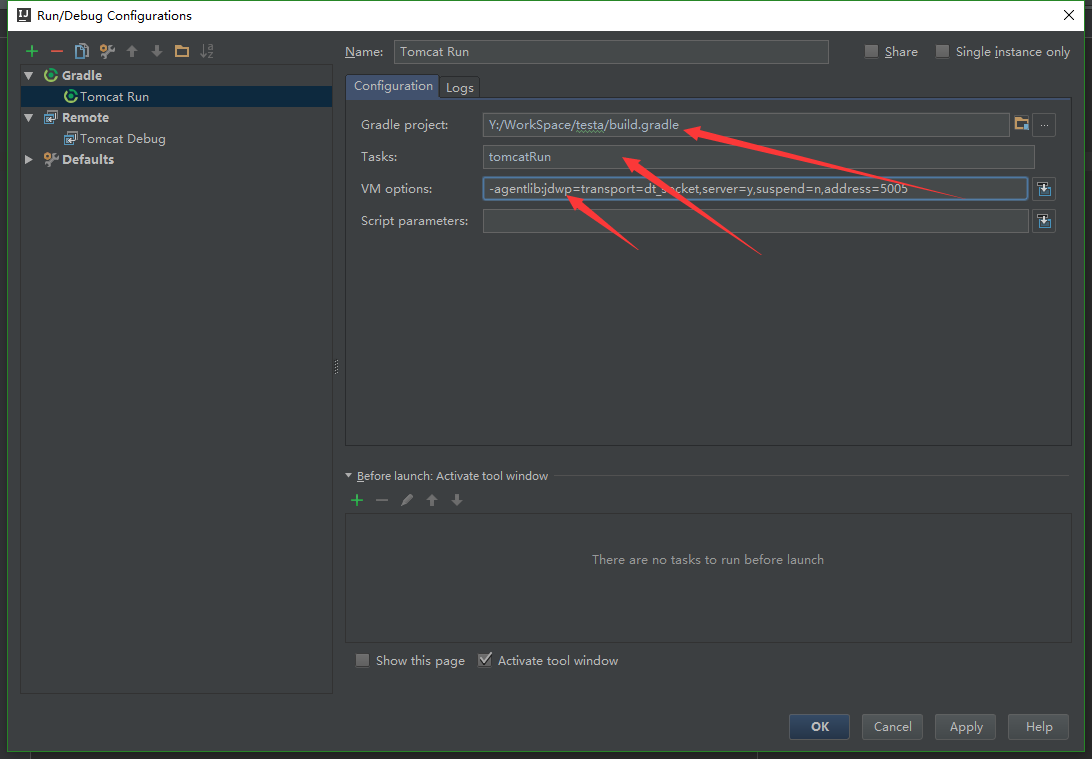 Run/Debug Configurations
Name: Tomcat Run Share Single instance only
Gradle
Tomcat Run
Remote
Tomcat Debug
Defaults
Configuration Logs
Gradle project: Y:/WorkSpace/testa/build.gradle ...
Tasks: tomcatRun
VM options: -agentlib:jdwp=transport=dt_socket,server=y,suspend=n,address=5005
Script parameters:
Before launch: Activate tool window
There are no tasks to run before launch
Show this page Activate tool window
OK Cancel Apply Help